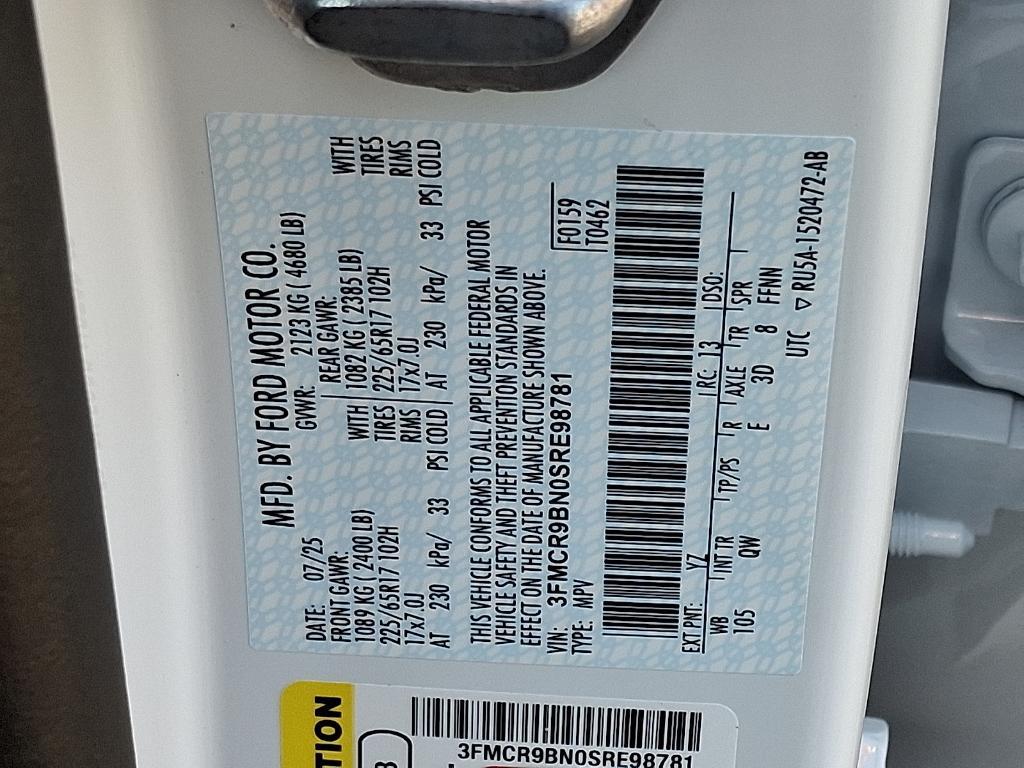 MFD. BY FORD MOTOR CO.
DATE: 07/25 GVWR: 2123 KG ( 4680 LB)
FRONT GAWR: REAR GAWR:
1089 KG ( 2400 LB) WITH 1082 KG ( 2385 LB) WITH
225/65R17 102H TIRES 225/65R17 102H TIRES
17x7.0J RIMS 17x7.0J RIMS
AT 230 kPa/ 33 PSI COLD AT 230 kPa/ 33 PSI COLD
THIS VEHICLE CONFORMS TO ALL APPLICABLE FEDERAL MOTOR
VEHICLE SAFETY AND THEFT PREVENTION STANDARDS IN
EFFECT ON THE DATE OF MANUFACTURE SHOWN ABOVE.
VIN: 3FMCR9BN0SRE98781 F0159
TYPE: MPV T0462
EXT PNT: YZ RC: 13 DSO:
WB INT TR TP/PS R AXLE TR SPR
105 QW E 3D 8 FFNN
UTC ▽ RU5A-1520472-AB
TION
3FMCR9BN0SRE98781